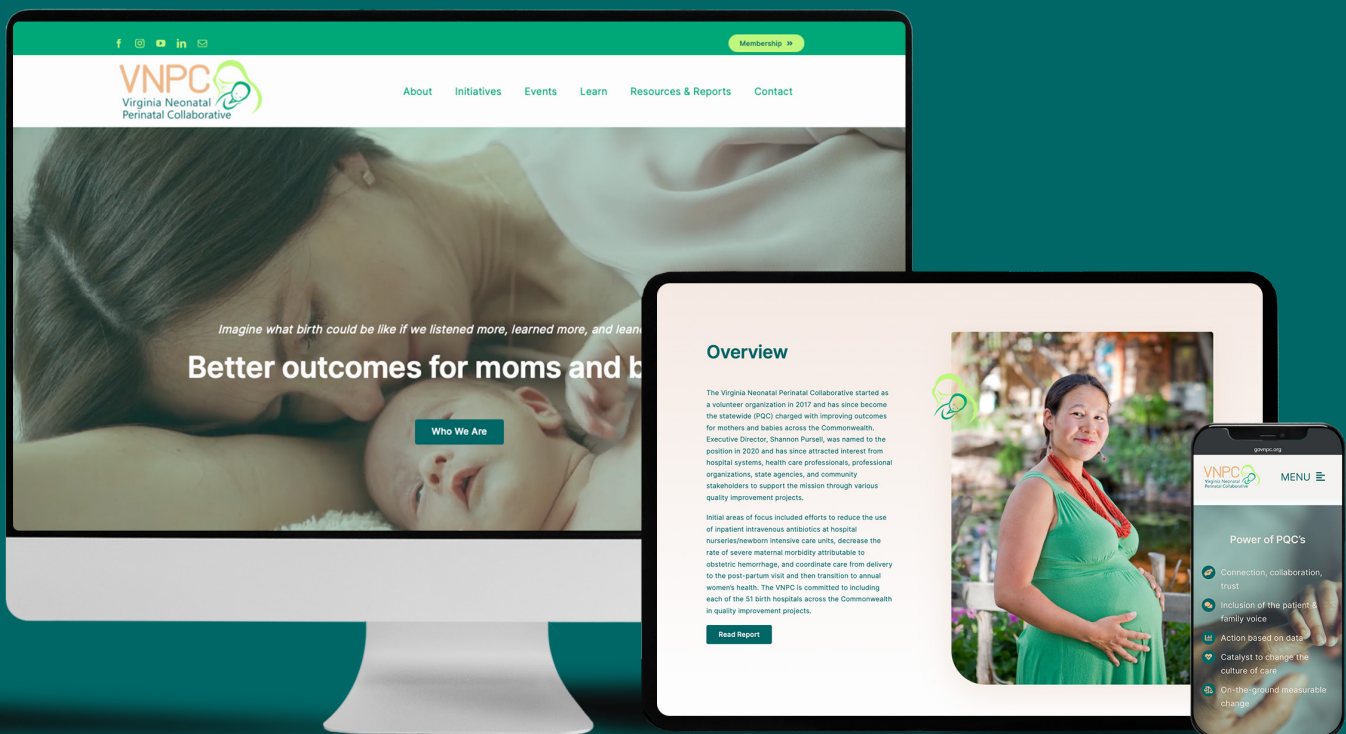 Membership »
VNPC
Virginia Neonatal
Perinatal Collaborative
About Initiatives Events Learn Resources & Reports Contact
Imagine what birth could be like if we listened more, learned more, and
Better outcomes for moms and
Who We Are
Overview
The Virginia Neonatal Perinatal Collaborative started as
a volunteer organization in 2017 and has since become
the statewide (PQC) charged with improving outcomes
for mothers and babies across the Commonwealth.
Executive Director, Shannon Pursell, was named to the
position in 2020 and has since attracted interest from
hospital systems, health care professionals, professional
organizations, state agencies, and community
stakeholders to support the mission through various
quality improvement projects.
Initial areas of focus included efforts to reduce the use
of inpatient intravenous antibiotics at hospital
nurseries/newborn intensive care units, decrease the
rate of severe maternal morbidity attributable to
obstetric hemorrhage, and coordinate care from delivery
to the post-partum visit and then transition to annual
women's health. The VNPC is committed to including
each of the 51 birth hospitals across the Commonwealth
in quality improvement projects.
Read Report
govnpc.org
VNPC
Virginia Neonatal
Perinatal Collaborative
MENU
Power of PQC's
Connection, collaboration,
trust
Inclusion of the patient &
family voice
Action based on data
Catalyst to change the
culture of care
On-the-ground measurable
change